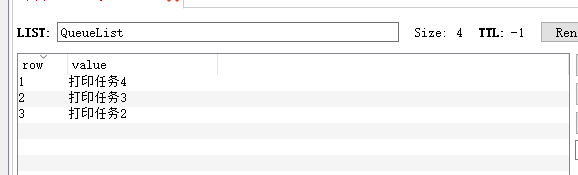 LIST: QueueList Size: 4 TTL: -1 Ren
row value
1 打印任务4
2 打印任务3
3 打印任务2